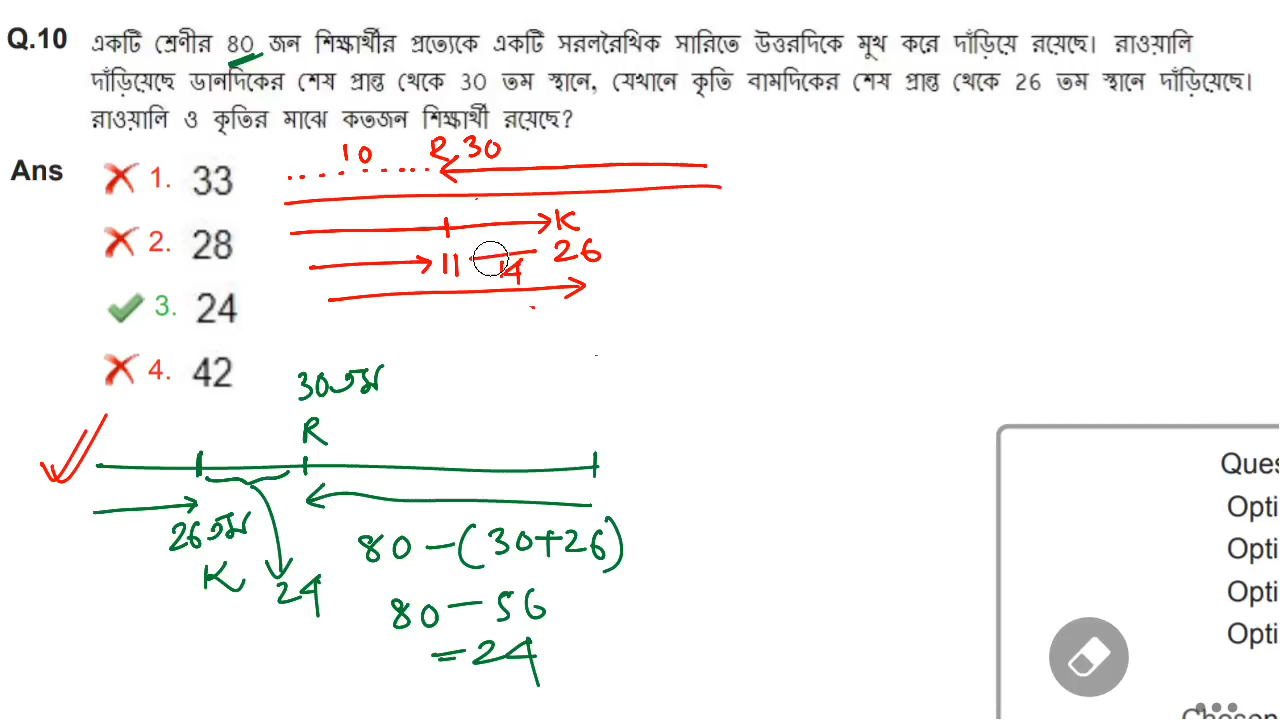 Q.10 একটি শ্রেণীর 80 জন শিক্ষার্থীর প্রত্যেকে একটি সরলরৈখিক সারিতে উত্তরদিকে মুখ করে দাঁড়িয়ে রয়েছে। রাওয়ালি
দাঁড়িয়েছে ডানদিকের শেষ প্রান্ত থেকে 30 তম স্থানে, যেখানে কৃতি বামদিকের শেষ প্রান্ত থেকে 26 তম স্থানে দাঁড়িয়েছে।
রাওয়ালি ও কৃতির মাঝে কতজন শিক্ষার্থী রয়েছে?
10 R 30
Ans 1. 33
K
2. 28
11 14 26
3. 24
4. 42
30তম
R
26তম
K
24
80-(30+26)
80-56
=24
Ques
Opti
Opti
Opti
Opti
Chosen